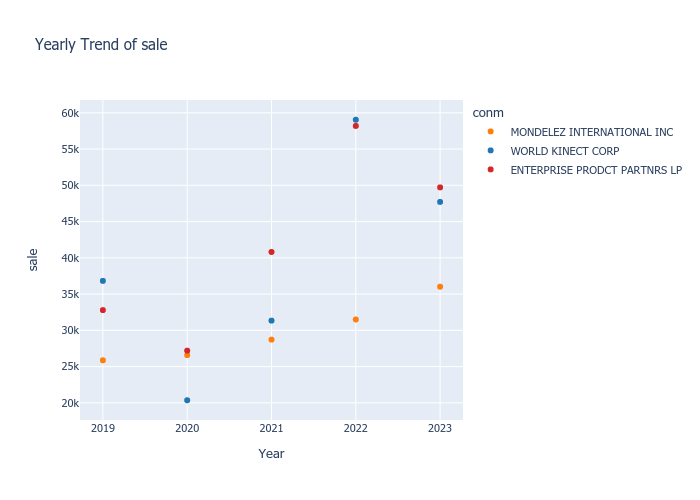 Yearly Trend of sale
conm
MONDELEZ INTERNATIONAL INC
WORLD KINECT CORP
ENTERPRISE PRODCT PARTNRS LP
sale
60k
55k
50k
45k
40k
35k
30k
25k
20k
2019 2020 2021 2022 2023
Year